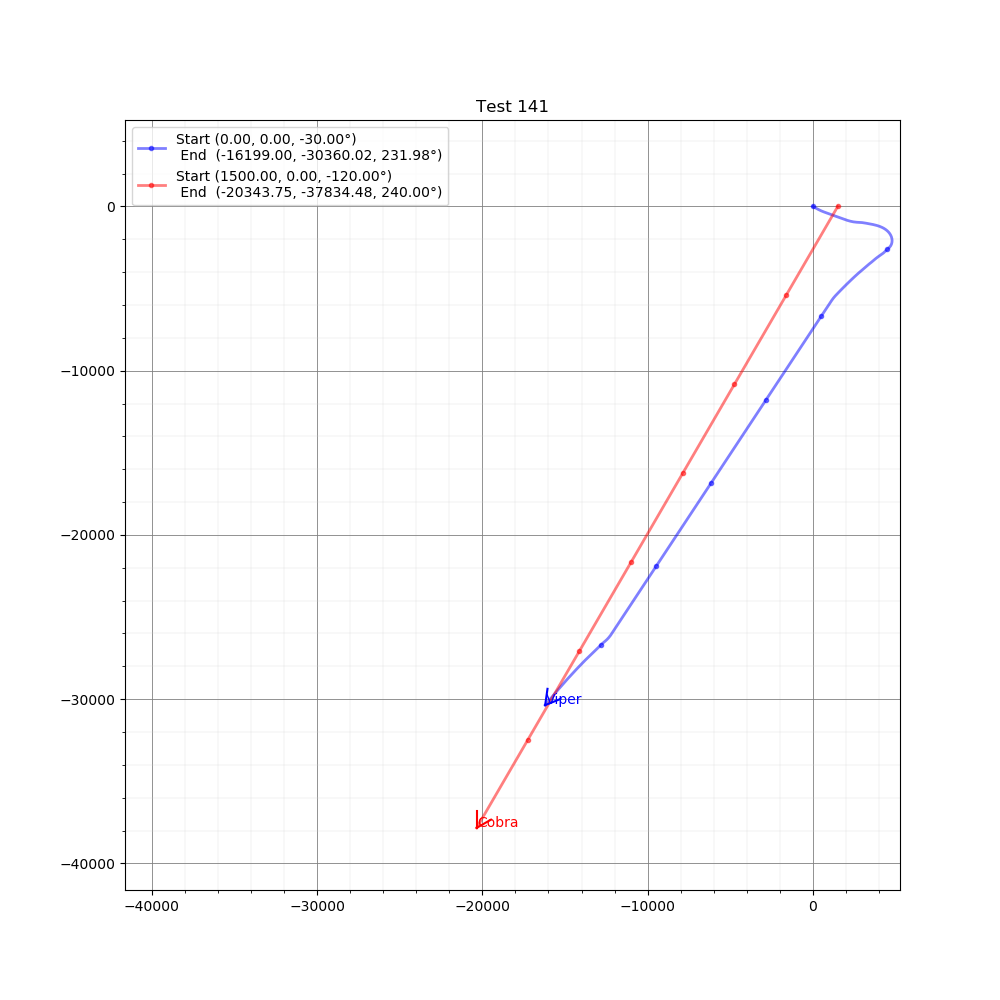 Test 141
Start (0.00, 0.00, -30.00°)
End (-16199.00, -30360.02, 231.98°)
Start (1500.00, 0.00, -120.00°)
End (-20343.75, -37834.48, 240.00°)
0
−10000
−20000
−30000
−40000
Viper
Cobra
−40000 −30000 −20000 −10000 0